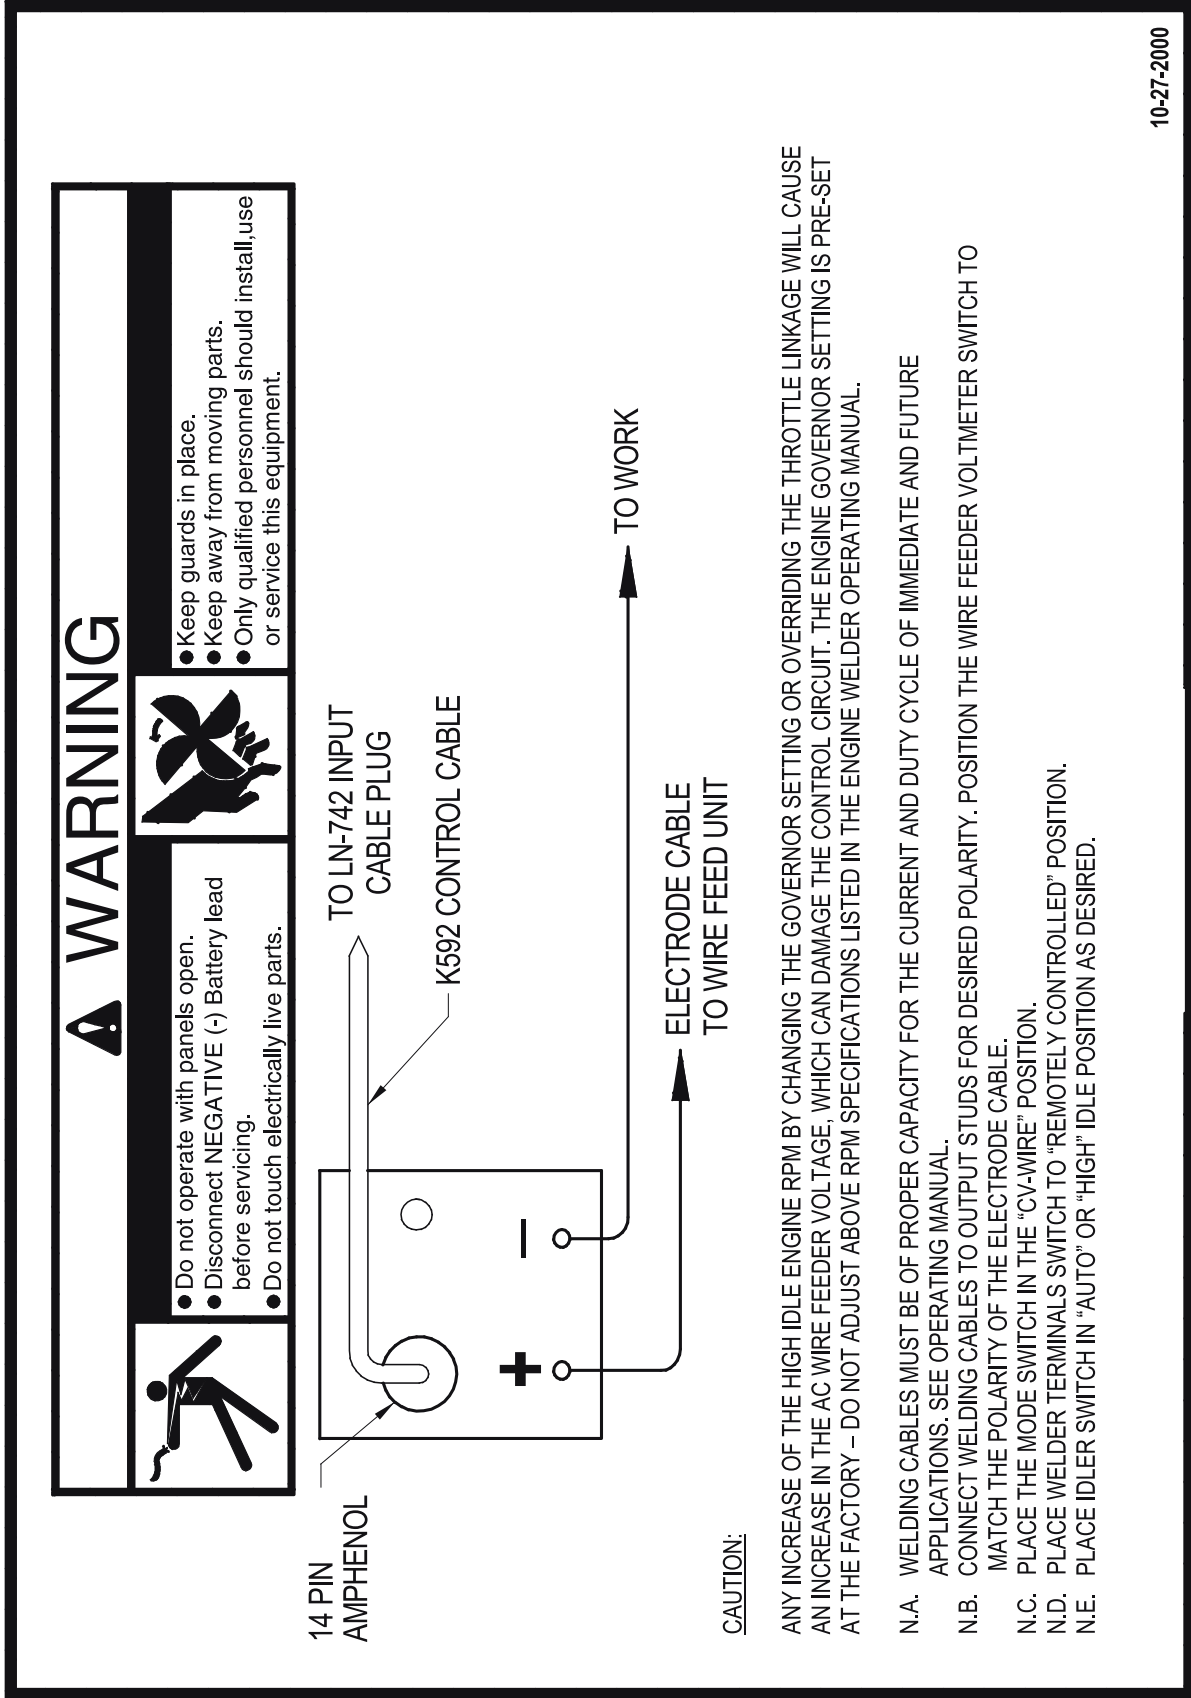 WARNING
● Do not operate with panels open.
● Disconnect NEGATIVE (-) Battery lead
before servicing.
● Do not touch electrically live parts.
● Keep guards in place.
● Keep away from moving parts.
● Only qualified personnel should install,use
or service this equipment.
14 PIN
AMPHENOL
TO LN-742 INPUT
CABLE PLUG
K592 CONTROL CABLE
+
−
ELECTRODE CABLE
TO WIRE FEED UNIT
TO WORK
CAUTION:
ANY INCREASE OF THE HIGH IDLE ENGINE RPM BY CHANGING THE GOVERNOR SETTING OR OVERRIDING THE THROTTLE LINKAGE WILL CAUSE
AN INCREASE IN THE AC WIRE FEEDER VOLTAGE, WHICH CAN DAMAGE THE CONTROL CIRCUIT. THE ENGINE GOVERNOR SETTING IS PRE-SET
AT THE FACTORY – DO NOT ADJUST ABOVE RPM SPECIFICATIONS LISTED IN THE ENGINE WELDER OPERATING MANUAL.
N.A. WELDING CABLES MUST BE OF PROPER CAPACITY FOR THE CURRENT AND DUTY CYCLE OF IMMEDIATE AND FUTURE
APPLICATIONS. SEE OPERATING MANUAL.
N.B. CONNECT WELDING CABLES TO OUTPUT STUDS FOR DESIRED POLARITY. POSITION THE WIRE FEEDER VOLTMETER SWITCH TO
MATCH THE POLARITY OF THE ELECTRODE CABLE.
N.C. PLACE THE MODE SWITCH IN THE "CV-WIRE" POSITION.
N.D. PLACE WELDER TERMINALS SWITCH TO "REMOTELY CONTROLLED" POSITION.
N.E. PLACE IDLER SWITCH IN "AUTO" OR "HIGH" IDLE POSITION AS DESIRED.
10-27-2000